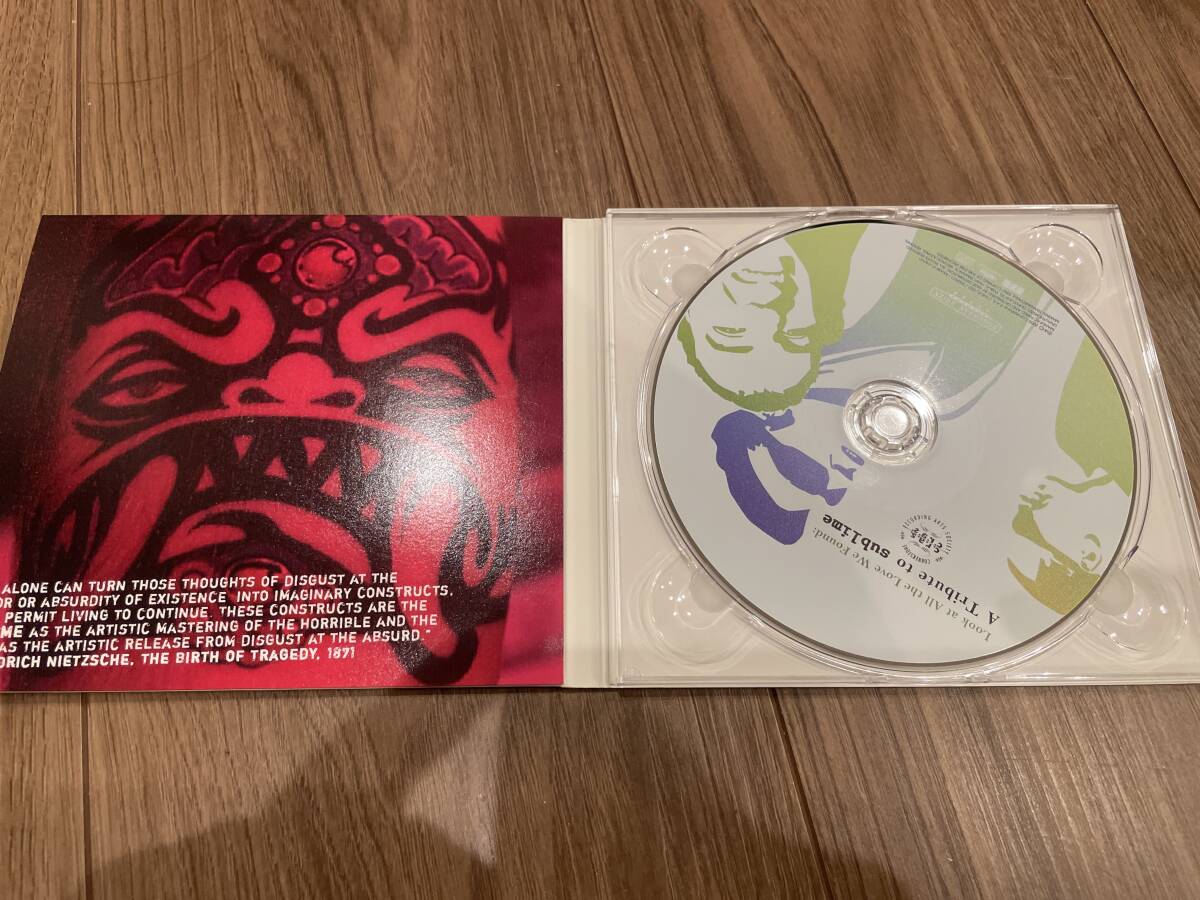 ALONE CAN TURN THOSE THOUGHTS OF DISGUST AT THE
OR OR ABSURDITY OF EXISTENCE INTO IMAGINARY CONSTRUCTS,
PERMIT LIVING TO CONTINUE. THESE CONSTRUCTS ARE THE
ME AS THE ARTISTIC MASTERING OF THE HORRIBLE AND THE
AS THE ARTISTIC RELEASE FROM DISGUST AT THE ABSURD."
DRICH NIETZSCHE, THE BIRTH OF TRAGEDY, 1871
Look at All the Love We Found:
A Tribute to
sublime
RECORDING ARTS SOCIETY